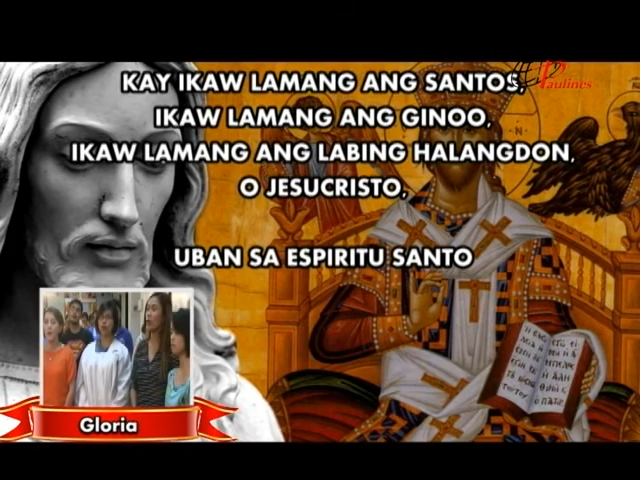 Paulines
KAY IKAW LAMANG ANG SANTOS,
IKAW LAMANG ANG GINOO,
IKAW LAMANG ANG LABING HALANGDON,
O JESUCRISTO,
UBAN SA ESPIRITU SANTO
Gloria